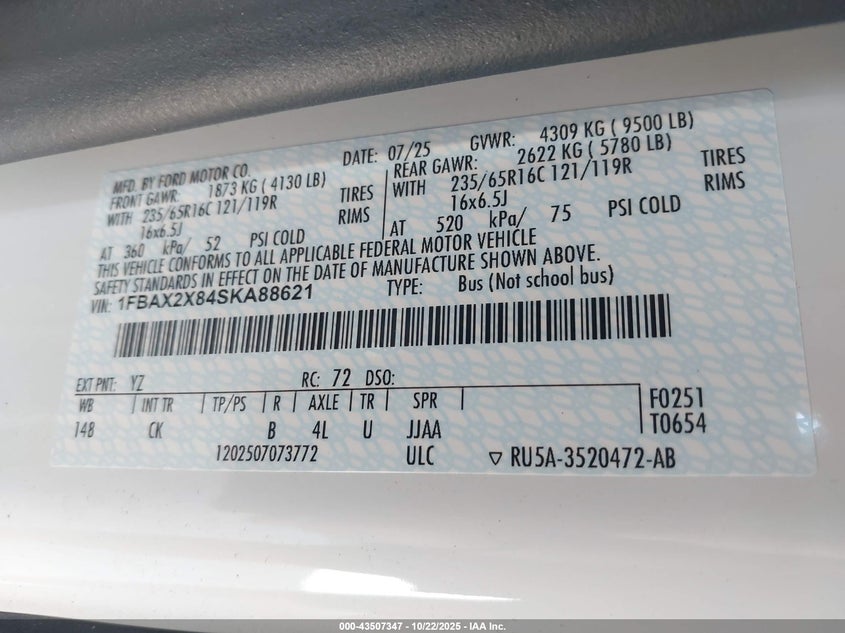 MFD. BY FORD MOTOR CO. DATE: 07/25 GVWR: 4309 KG ( 9500 LB)
FRONT GAWR: 1873 KG ( 4130 LB) REAR GAWR: 2622 KG ( 5780 LB)
WITH 235/65R16C 121/119R TIRES WITH 235/65R16C 121/119R TIRES
16x6.5J RIMS 16x6.5J RIMS
AT 360 kPa/ 52 PSI COLD AT 520 kPa/ 75 PSI COLD
THIS VEHICLE CONFORMS TO ALL APPLICABLE FEDERAL MOTOR VEHICLE
SAFETY STANDARDS IN EFFECT ON THE DATE OF MANUFACTURE SHOWN ABOVE.
VIN: 1FBAX2X84SKA88621 TYPE: Bus (Not school bus)
EXT PNT: YZ RC: 72 DSO:
WB INT TR TP/PS R AXLE TR SPR F0251
148 CK B 4L U JJAA T0654
1202507073772 ULC ▽ RU5A-3520472-AB
000-43507347 - 10/22/2025 - IAA Inc.